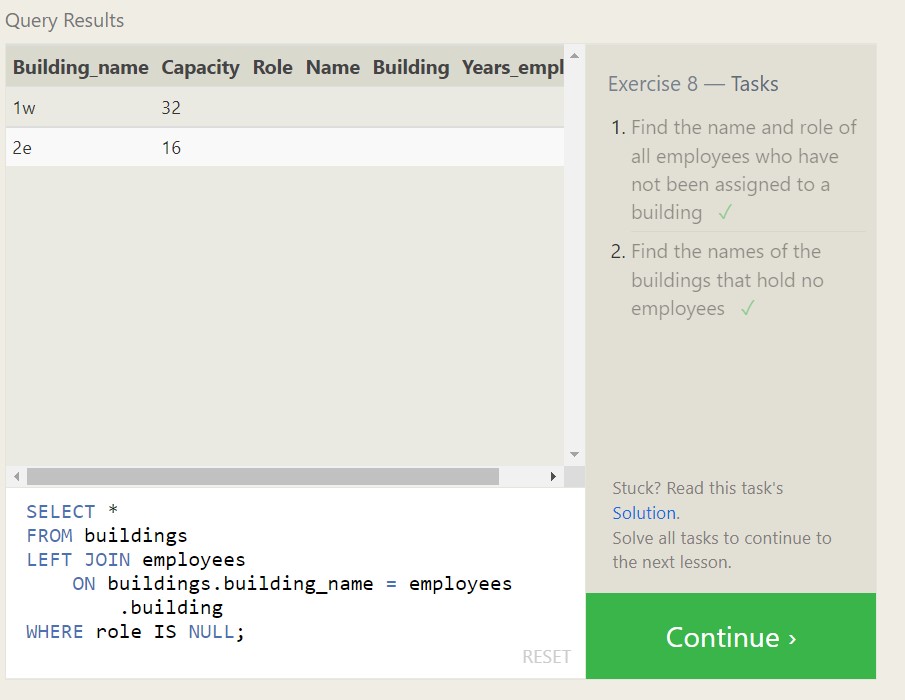 Query Results
Building_name Capacity Role Name Building Years_empl
1w 32
2e 16
SELECT *
FROM buildings
LEFT JOIN employees
ON buildings.building_name = employees
.building
WHERE role IS NULL;
RESET
Exercise 8 — Tasks
1. Find the name and role of
all employees who have
not been assigned to a
building ✓
2. Find the names of the
buildings that hold no
employees ✓
Stuck? Read this task's
Solution.
Solve all tasks to continue to
the next lesson.
Continue ›